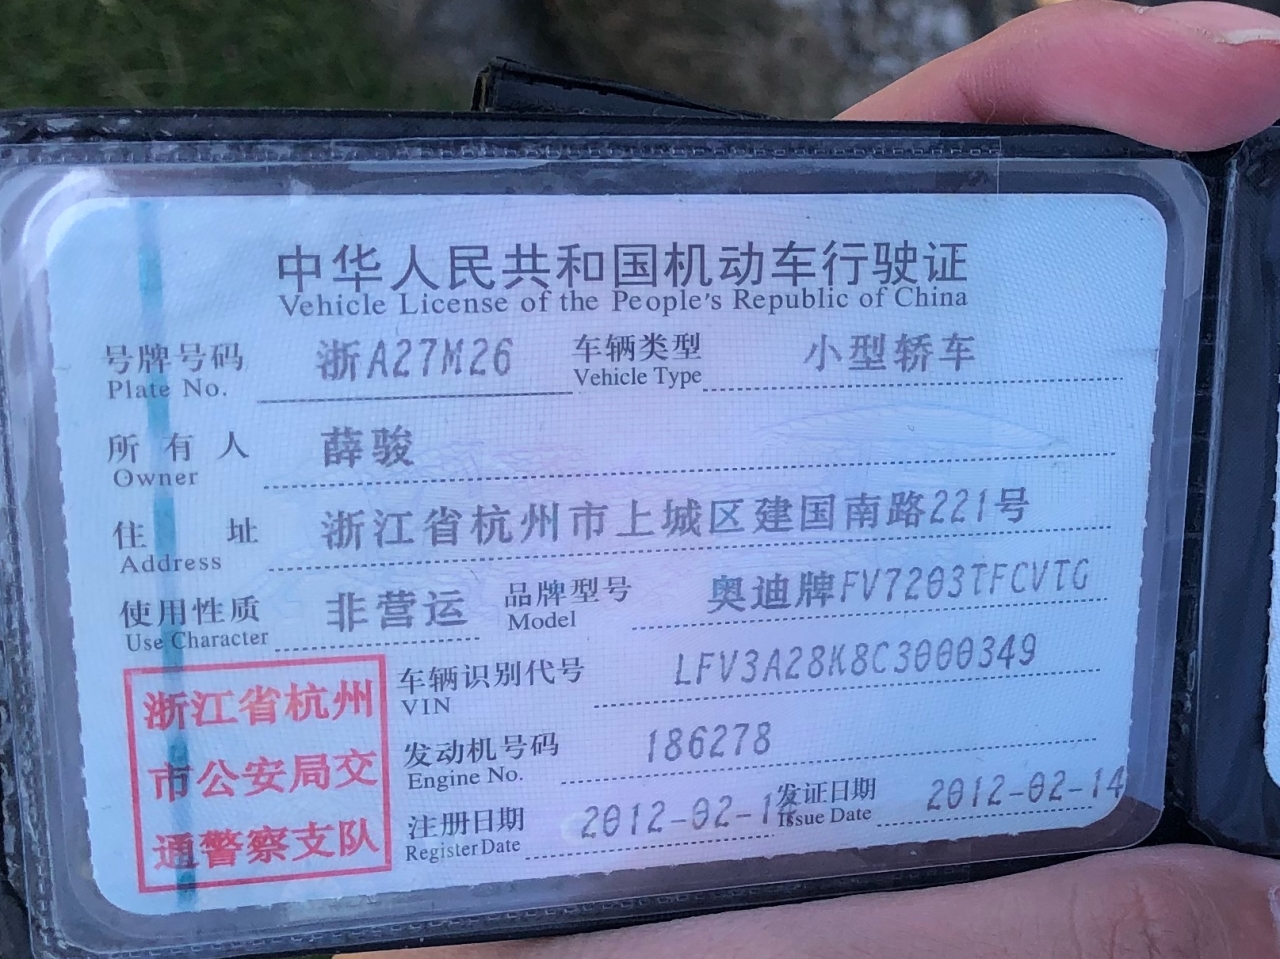 中华人民共和国机动车行驶证
Vehicle License of the People's Republic of China
号牌号码 浙A27M26 车辆类型 小型轿车
Plate No. Vehicle Type
所有人 薛骏
Owner
住址 浙江省杭州市上城区建国南路221号
Address
使用性质 非营运 品牌型号 奥迪牌FV7203TFCVTG
Use Character Model
车辆识别代号 LFV3A28K8C3000349
VIN
发动机号码 186278
Engine No.
注册日期 2012-02-14 发证日期 2012-02-14
Register Date Issue Date
浙江省杭州
市公安局交
通警察支队